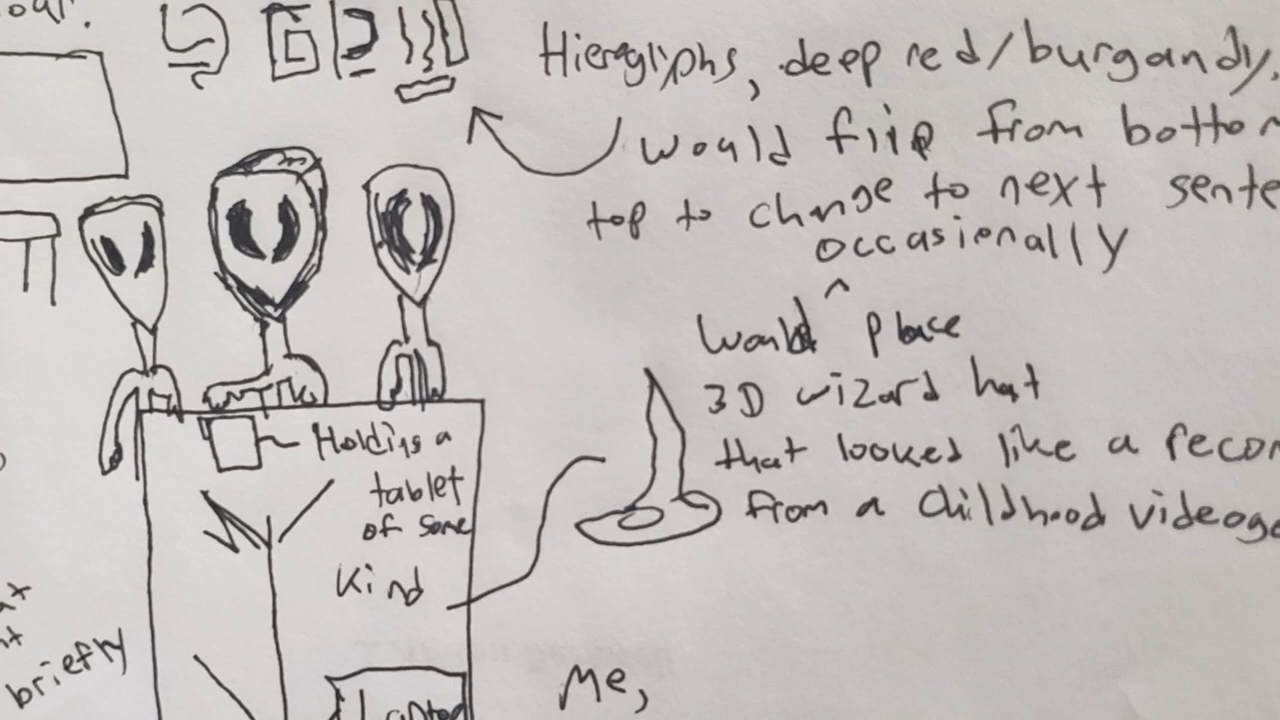 Hieroglyphs, deep red/burgandy,
would flip from bottom
top to change to next sente
occasionally
would ^ place
3D wizard hat
that looked like a recon
from a childhood videoga
Holding a
tablet
of some
kind
briefly
Me,